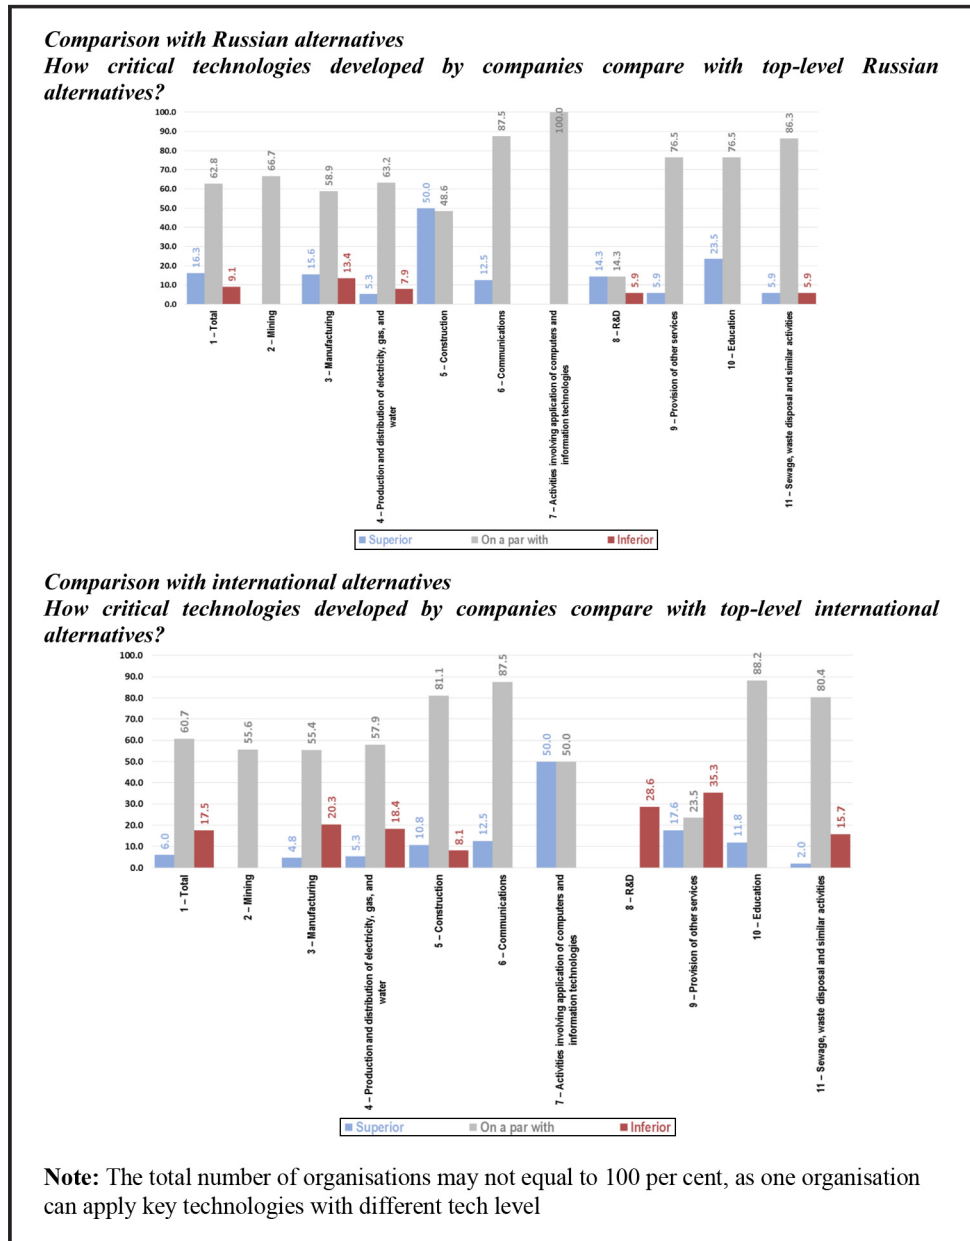 Comparison with Russian alternatives
How critical technologies developed by companies compare with top-level Russian
alternatives?
100.0
90.0
80.0
70.0
60.0
50.0
40.0
30.0
20.0
10.0
0.0
16.3
62.8
9.1
66.7
15.6
58.9
13.4
5.3
63.2
7.9
50.0
48.6
12.5
87.5
100.0
14.3
14.3
5.9
5.9
76.5
23.5
76.5
5.9
86.3
5.9
1 – Total
2 – Mining
3 – Manufacturing
4 – Production and distribution of electricity, gas, and
water
5 – Construction
6 – Communications
7 – Activities involving application of computers and
information technologies
8 – R&D
9 – Provision of other services
10 – Education
11 – Sewage, waste disposal and similar activities
Superior On a par with Inferior
Comparison with international alternatives
How critical technologies developed by companies compare with top-level international
alternatives?
100.0
90.0
80.0
70.0
60.0
50.0
40.0
30.0
20.0
10.0
0.0
6.0
60.7
17.5
55.6
4.8
55.4
20.3
5.3
57.9
18.4
10.8
81.1
8.1
12.5
87.5
50.0
50.0
28.6
17.6
23.5
35.3
11.8
88.2
2.0
80.4
15.7
1 – Total
2 – Mining
3 – Manufacturing
4 – Production and distribution of electricity, gas, and
water
5 – Construction
6 – Communications
7 – Activities involving application of computers and
information technologies
8 – R&D
9 – Provision of other services
10 – Education
11 – Sewage, waste disposal and similar activities
Superior On a par with Inferior
Note: The total number of organisations may not equal to 100 per cent, as one organisation
can apply key technologies with different tech level